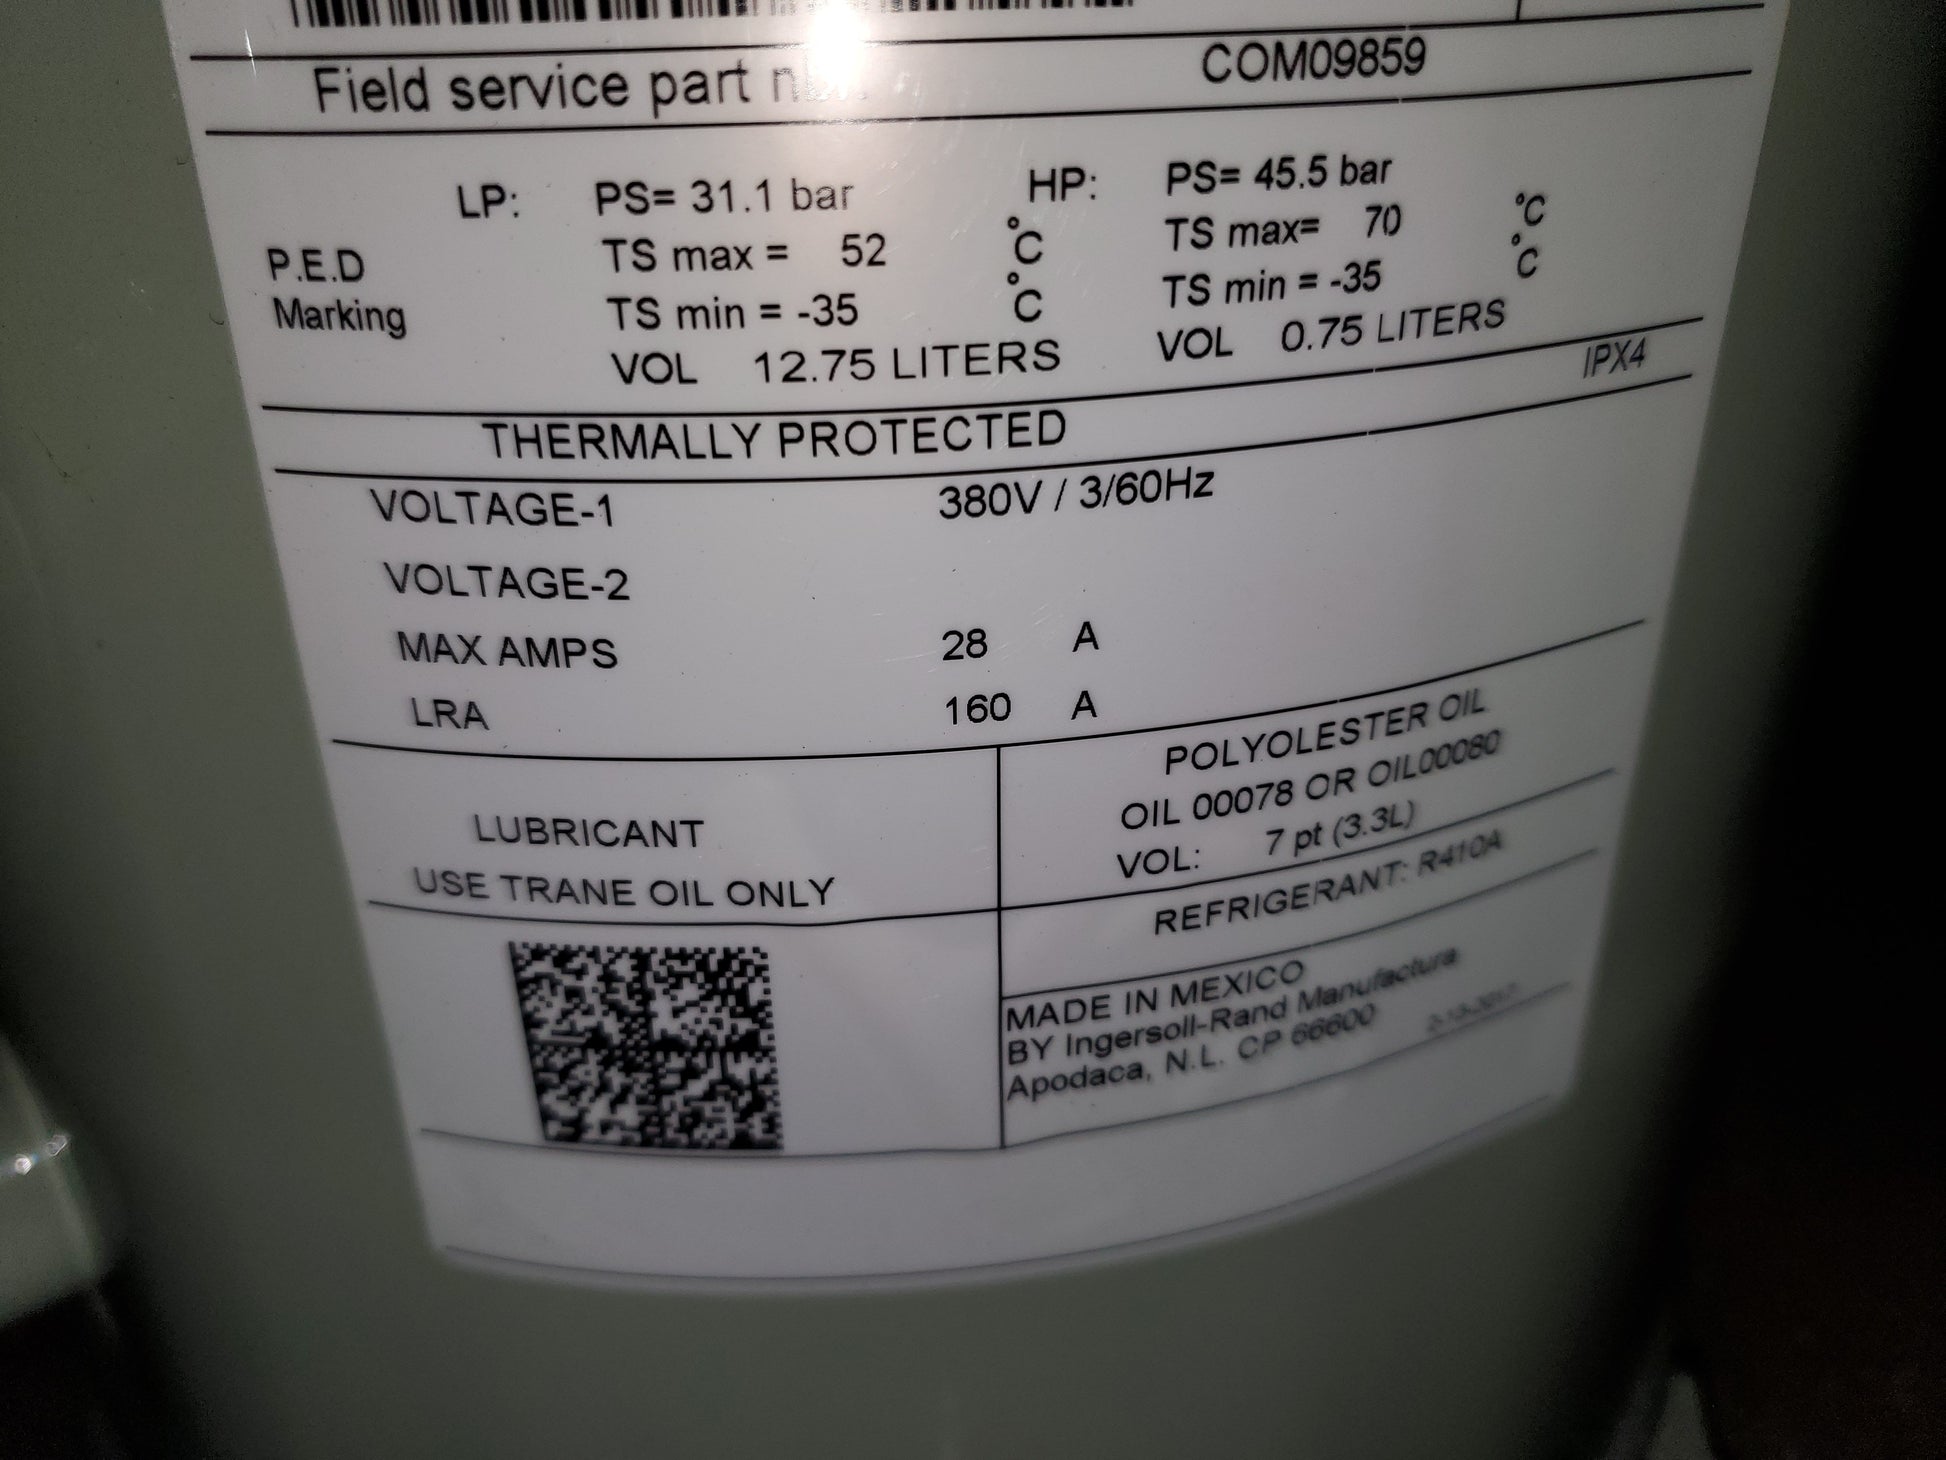 Field service part COM09859
LP: PS= 31.1 bar HP: PS= 45.5 bar
TS max = 52 °C TS max= 70 °C
P.E.D
Marking
TS min = -35 °C TS min = -35 °C
VOL 12.75 LITERS VOL 0.75 LITERS
THERMALLY PROTECTED IPX4
VOLTAGE-1 380V / 3/60Hz
VOLTAGE-2
MAX AMPS 28 A
LRA 160 A
LUBRICANT
USE TRANE OIL ONLY
POLYOLESTER OIL
OIL 00078 OR OIL00080
VOL: 7 pt (3.3L)
REFRIGERANT: R410A
MADE IN MEXICO
BY Ingersoll-Rand Manufactura
Apodaca, N.L. CP 66600